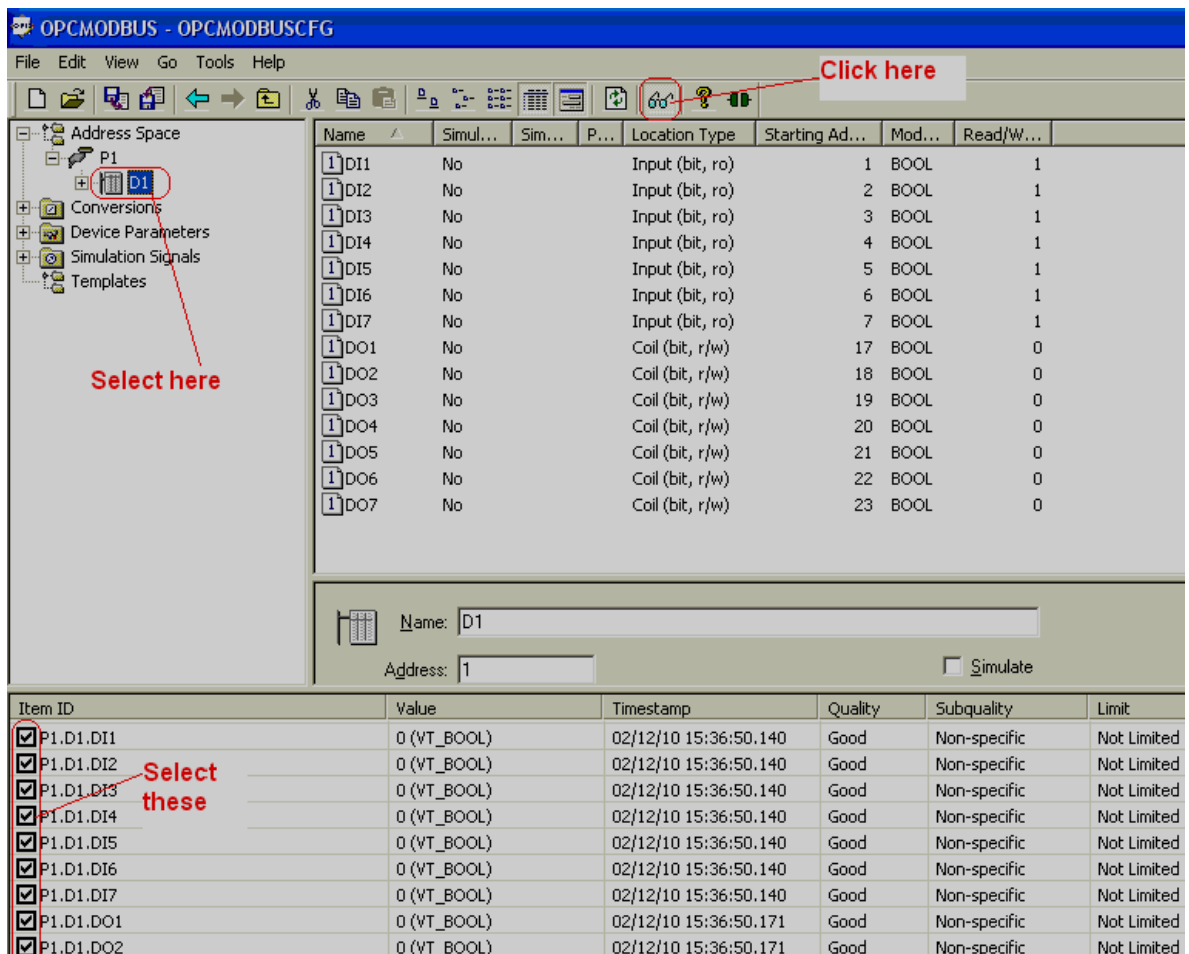 OPCMODBUS - OPCMODBUSCFG
File Edit View Go Tools Help
Click here
Address Space
P1
D1
Conversions
Device Parameters
Simulation Signals
Templates
Select here
Name Simul... Sim... P... Location Type Starting Ad... Mod... Read/W...
DI1 No Input (bit, ro) 1 BOOL 1
DI2 No Input (bit, ro) 2 BOOL 1
DI3 No Input (bit, ro) 3 BOOL 1
DI4 No Input (bit, ro) 4 BOOL 1
DI5 No Input (bit, ro) 5 BOOL 1
DI6 No Input (bit, ro) 6 BOOL 1
DI7 No Input (bit, ro) 7 BOOL 1
DO1 No Coil (bit, r/w) 17 BOOL 0
DO2 No Coil (bit, r/w) 18 BOOL 0
DO3 No Coil (bit, r/w) 19 BOOL 0
DO4 No Coil (bit, r/w) 20 BOOL 0
DO5 No Coil (bit, r/w) 21 BOOL 0
DO6 No Coil (bit, r/w) 22 BOOL 0
DO7 No Coil (bit, r/w) 23 BOOL 0
Name: D1
Address: 1 Simulate
Item ID Value Timestamp Quality Subquality Limit
P1.D1.DI1 0 (VT_BOOL) 02/12/10 15:36:50.140 Good Non-specific Not Limited
P1.D1.DI2 0 (VT_BOOL) 02/12/10 15:36:50.140 Good Non-specific Not Limited
P1.D1.DI3 0 (VT_BOOL) 02/12/10 15:36:50.140 Good Non-specific Not Limited
P1.D1.DI4 0 (VT_BOOL) 02/12/10 15:36:50.140 Good Non-specific Not Limited
P1.D1.DI5 0 (VT_BOOL) 02/12/10 15:36:50.140 Good Non-specific Not Limited
P1.D1.DI6 0 (VT_BOOL) 02/12/10 15:36:50.140 Good Non-specific Not Limited
P1.D1.DI7 0 (VT_BOOL) 02/12/10 15:36:50.140 Good Non-specific Not Limited
P1.D1.DO1 0 (VT_BOOL) 02/12/10 15:36:50.171 Good Non-specific Not Limited
P1.D1.DO2 0 (VT_BOOL) 02/12/10 15:36:50.171 Good Non-specific Not Limited
Select
these